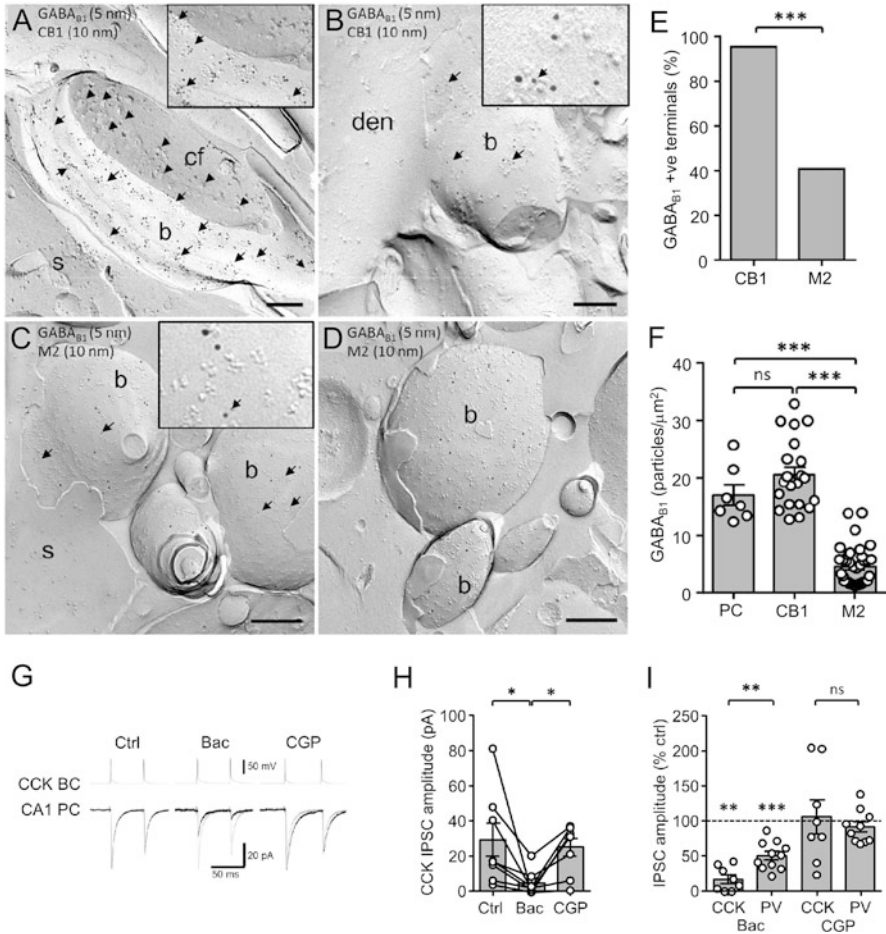 A GABAB1 (5 nm)
CB1 (10 nm)
cf
b
s
B GABAB1 (5 nm)
CB1 (10 nm)
den
b
C GABAB1 (5 nm)
M2 (10 nm)
b
b
s
D GABAB1 (5 nm)
M2 (10 nm)
b
b
E
***
GABAB1 +ve terminals (%)
100
80
60
40
20
0
CB1 M2
F
***
ns ***
GABAB1 (particles/μm²)
40
30
20
10
0
PC CB1 M2
G
Ctrl Bac CGP
50 mV
CCK BC
CA1 PC
20 pA
50 ms
H
* *
CCK IPSC amplitude (pA)
100
80
60
40
20
0
Ctrl Bac CGP
I
** ns
IPSC amplitude (% ctrl)
250
200
150
100
50
0
** ***
CCK PV CCK PV
Bac CGP